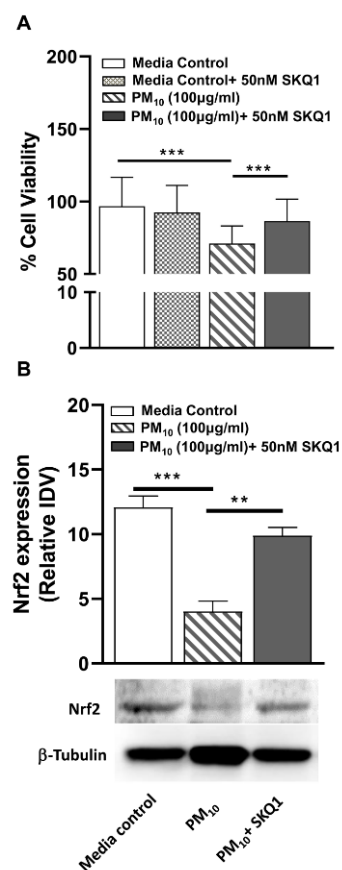 A
Media Control
Media Control+ 50nM SKQ1
PM₁₀ (100µg/ml)
PM₁₀ (100µg/ml)+ 50nM SKQ1
% Cell Viability
200
150
100
50
10
0
***
***
B
Media Control
PM₁₀ (100µg/ml)
PM₁₀ (100µg/ml)+ 50nM SKQ1
Nrf2 expression
(Relative IDV)
20
15
10
5
0
***
**
Nrf2
β-Tubulin
Media control
PM₁₀
PM₁₀+ SKQ1